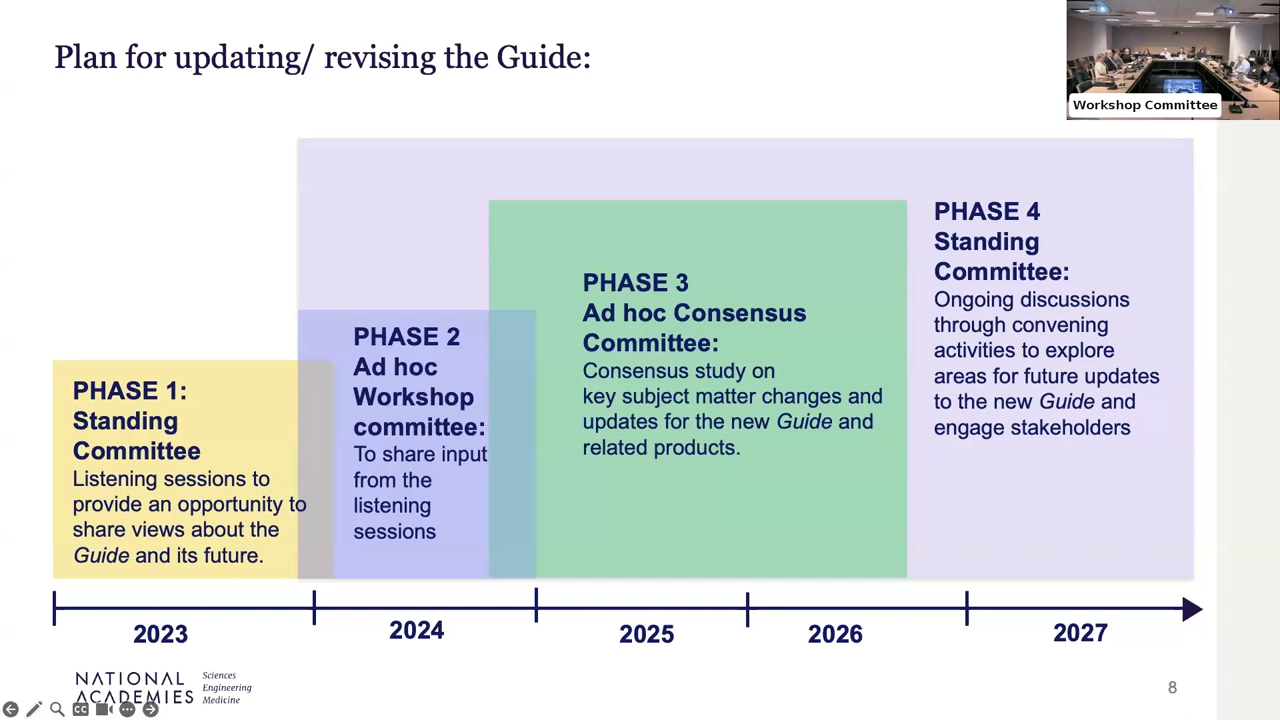 Plan for updating/ revising the Guide:
Workshop Committee
PHASE 1:
Standing
Committee
Listening sessions to
provide an opportunity to
share views about the
Guide and its future.
PHASE 2
Ad hoc
Workshop
committee:
To share input
from the
listening
sessions
PHASE 3
Ad hoc Consensus
Committee:
Consensus study on
key subject matter changes and
updates for the new Guide and
related products.
PHASE 4
Standing
Committee:
Ongoing discussions
through convening
activities to explore
areas for future updates
to the new Guide and
engage stakeholders
2023
2024
2025
2026
2027
NATIONAL
ACADEMIES
Sciences
Engineering
Medicine
CC
8